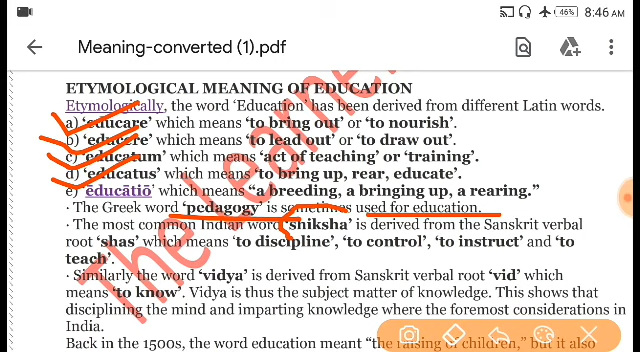 46% 8:46 AM
Meaning-converted (1).pdf
ETYMOLOGICAL MEANING OF EDUCATION
Etymologically, the word 'Education' has been derived from different Latin words.
a) 'educare' which means 'to bring out' or 'to nourish'.
b) 'educere' which means 'to lead out' or 'to draw out'.
c) 'educatum' which means 'act of teaching' or 'training'.
d) 'educatus' which means 'to bring up, rear, educate'.
e) ēducātiō' which means "a breeding, a bringing up, a rearing."
· The Greek word 'pedagogy' is sometimes used for education.
· The most common Indian word 'shiksha' is derived from the Sanskrit verbal
root 'shas' which means 'to discipline', 'to control', 'to instruct' and 'to
teach'.
· Similarly the word 'vidya' is derived from Sanskrit verbal root 'vid' which
means 'to know'. Vidya is thus the subject matter of knowledge. This shows that
disciplining the mind and imparting knowledge where the foremost considerations in
India.
Back in the 1500s, the word education meant "the raising of children," but it also
The Learne